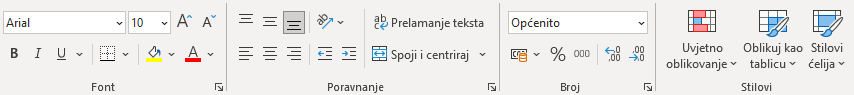 Arial 10 A A
ab c Prelamanje teksta
Općenito
B I U A
Spoji i centriraj
% 000 ,0 ,00 ,00 ,0
Uvjetno oblikovanje
Oblikuj kao tablicu
Stilovi ćelija
Font
Poravnanje
Broj
Stilovi